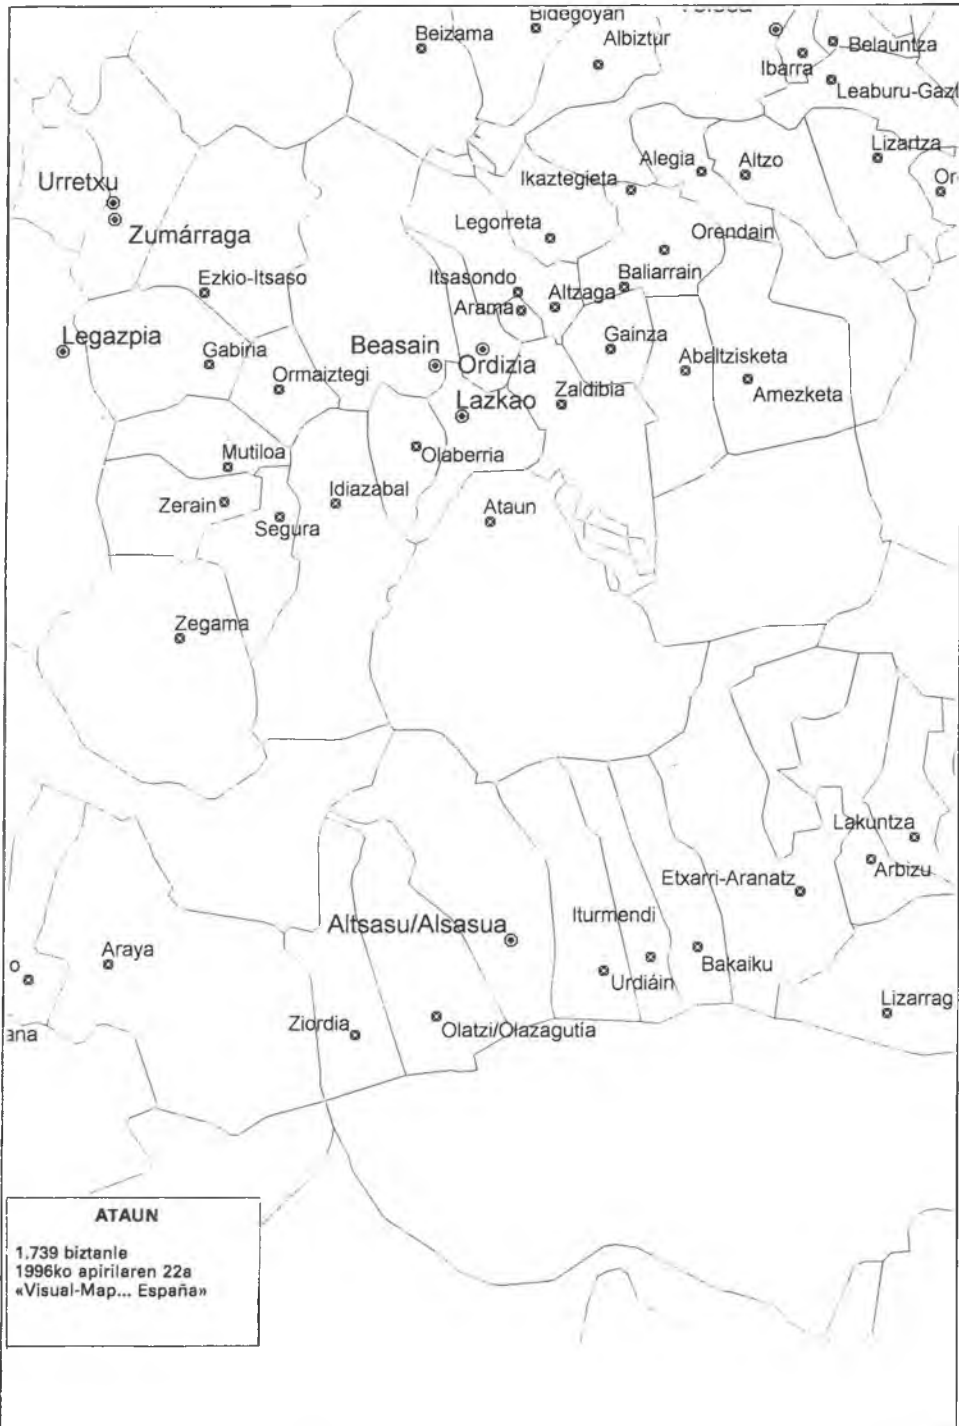 Bidegoyan
Beizama
Albiztur
Belauntza
Ibarra
Leaburu-Gazt
Lizartza
Alegia
Altzo
Urretxu
Ikaztegieta
Or
Legorreta
Zumárraga
Orendain
Ezkio-Itsaso
Itsasondo
Baliarrain
Arama
Altzaga
Legazpia
Gabiria
Beasain
Ordizia
Gainza
Abaltzisketa
Ormaiztegi
Lazkao
Zaldibia
Amezketa
Mutiloa
Olaberria
Zerain
Idiazabal
Segura
Ataun
Zegama
Lakuntza
Arbizu
Etxarri-Aranatz
Altsasu/Alsasua
Iturmendi
Araya
o
Urdiáin
Bakaiku
Lizarrag
Ziordia
Olatzi/Olazagutía
ana
ATAUN
1.739 biztanle
1996ko apirilaren 22a
«Visual-Map... España»